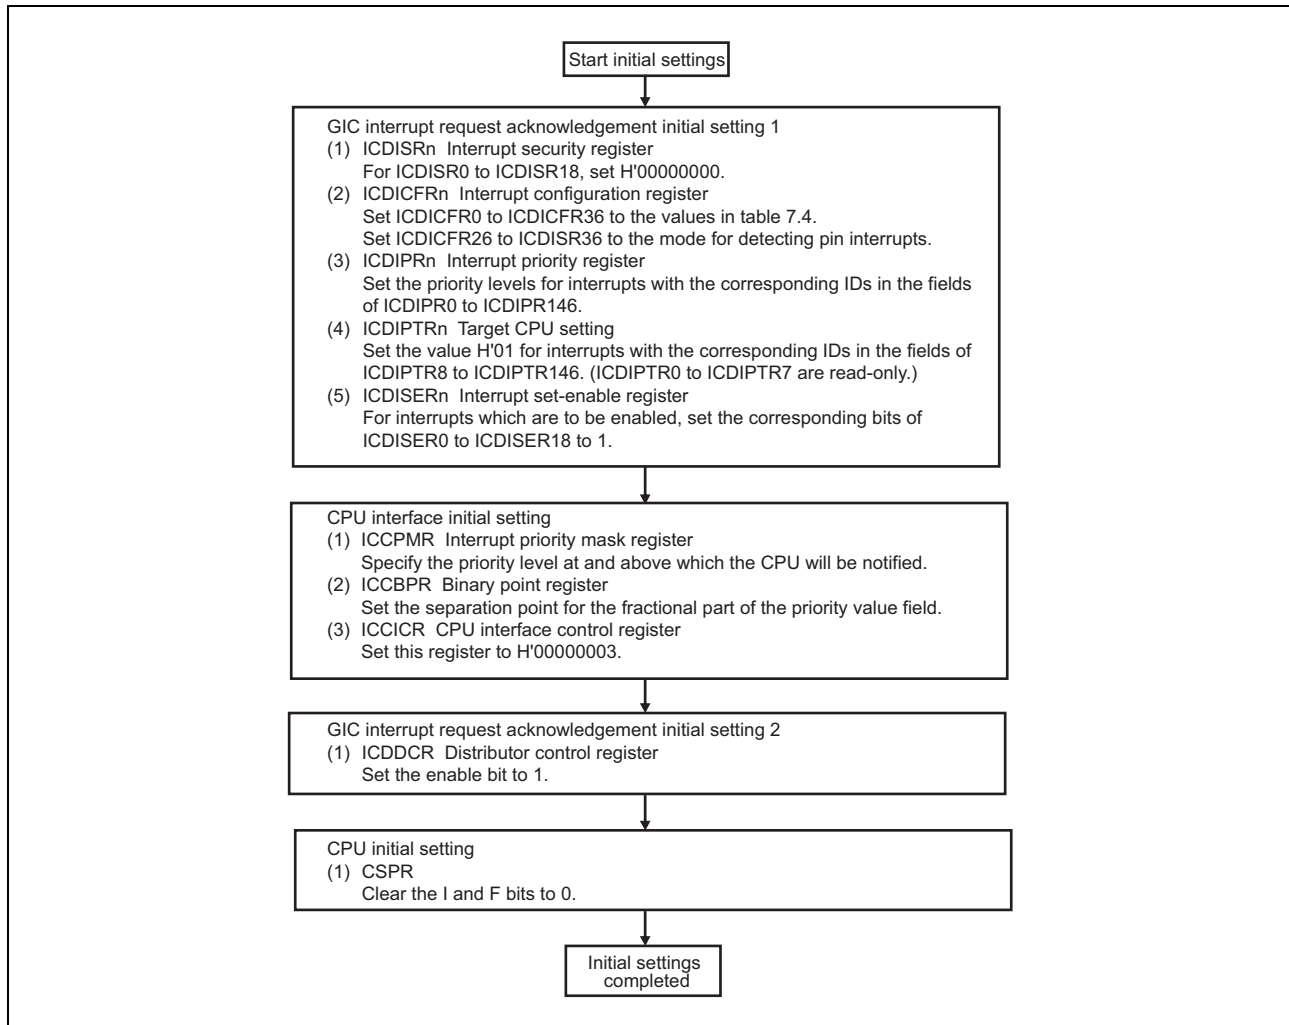 Start initial settings
GIC interrupt request acknowledgement initial setting 1
(1) ICDISRn Interrupt security register
For ICDISR0 to ICDISR18, set H'00000000.
(2) ICDICFRn Interrupt configuration register
Set ICDICFR0 to ICDICFR36 to the values in table 7.4.
Set ICDICFR26 to ICDISR36 to the mode for detecting pin interrupts.
(3) ICDIPRn Interrupt priority register
Set the priority levels for interrupts with the corresponding IDs in the fields
of ICDIPR0 to ICDIPR146.
(4) ICDIPTRn Target CPU setting
Set the value H'01 for interrupts with the corresponding IDs in the fields of
ICDIPTR8 to ICDIPTR146. (ICDIPTR0 to ICDIPTR7 are read-only.)
(5) ICDISERn Interrupt set-enable register
For interrupts which are to be enabled, set the corresponding bits of
ICDISER0 to ICDISER18 to 1.
CPU interface initial setting
(1) ICCPMR Interrupt priority mask register
Specify the priority level at and above which the CPU will be notified.
(2) ICCBPR Binary point register
Set the separation point for the fractional part of the priority value field.
(3) ICCICR CPU interface control register
Set this register to H'00000003.
GIC interrupt request acknowledgement initial setting 2
(1) ICDDCR Distributor control register
Set the enable bit to 1.
CPU initial setting
(1) CSPR
Clear the I and F bits to 0.
Initial settings
completed